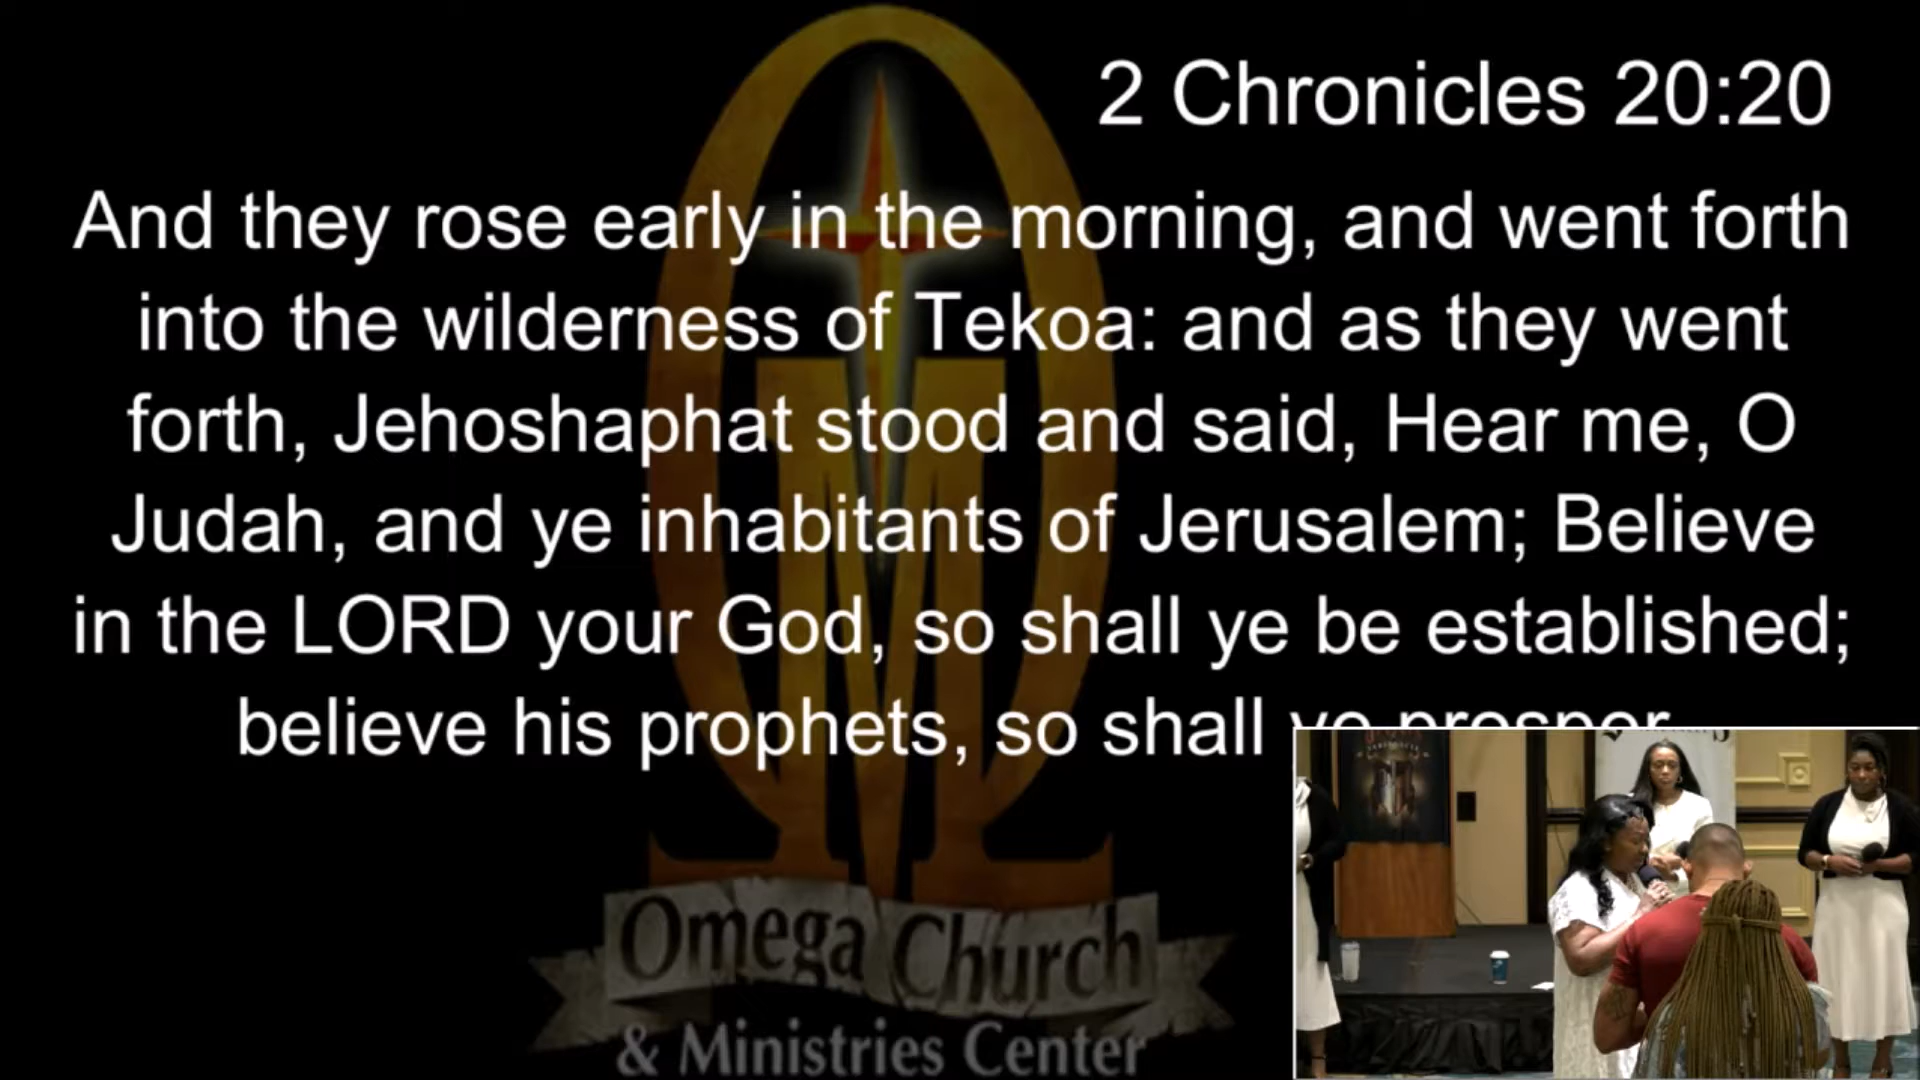 2 Chronicles 20:20
And they rose early in the morning, and went forth
into the wilderness of Tekoa: and as they went
forth, Jehoshaphat stood and said, Hear me, O
Judah, and ye inhabitants of Jerusalem; Believe
in the LORD your God, so shall ye be established;
believe his prophets, so shall ye prosper
Omega Church
& Ministries Center